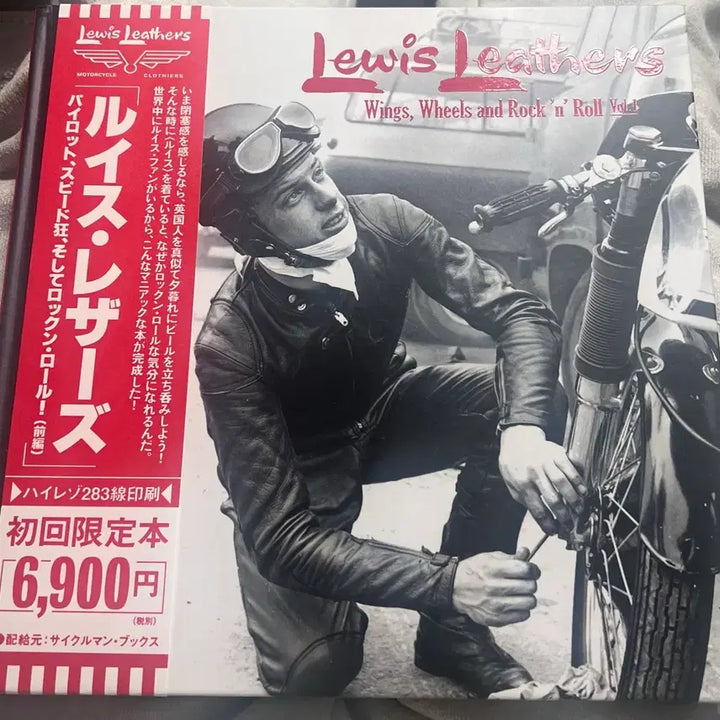 Lewis Leathers
MOTORCYCLE CLOTHIERS
いま閉塞感を感じるなら、英国人を真似て夕暮れにビールを立ち呑みしよう!
そんな時に〈ルイス〉を着ていると、なぜかロックン・ロールな気分になれるんだ。
世界中にルイス・ファンがいるから、こんなマニアックな本が完成した!
「ルイス・レザーズ」
パイロット、スピード狂、そしてロックン・ロール!(前編)
▶ハイレゾ283線印刷◀
初回限定本
「6,900円」
(税別)
●配給元:サイクルマン・ブックス
Lewis Leathers
Wings, Wheels and Rock 'n' Roll Vol.1